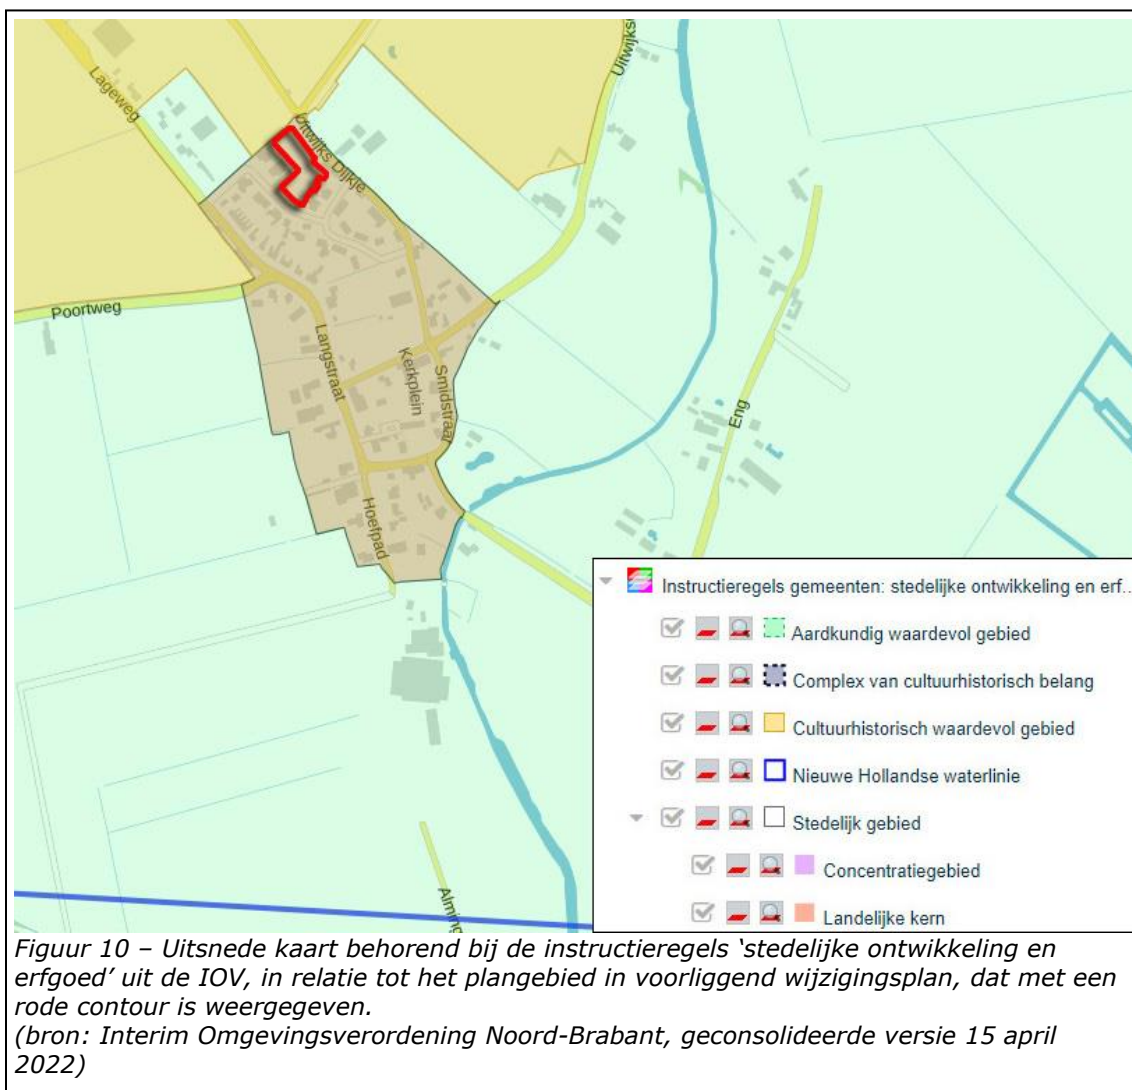 Lageweg
Uitwijks Dijkje
Uitwijks
Poortweg
Langstraat
Kerkplein
Smidstraat
Eng
Hoefpad
Alming
Instructieregels gemeenten: stedelijke ontwikkeling en erf...
Aardkundig waardevol gebied
Complex van cultuurhistorisch belang
Cultuurhistorisch waardevol gebied
Nieuwe Hollandse waterlinie
Stedelijk gebied
Concentratiegebied
Landelijke kern
Figuur 10 – Uitsnede kaart behorend bij de instructieregels ‘stedelijke ontwikkeling en
erfgoed’ uit de IOV, in relatie tot het plangebied in voorliggend wijzigingsplan, dat met een
rode contour is weergegeven.
(bron: Interim Omgevingsverordening Noord-Brabant, geconsolideerde versie 15 april
2022)